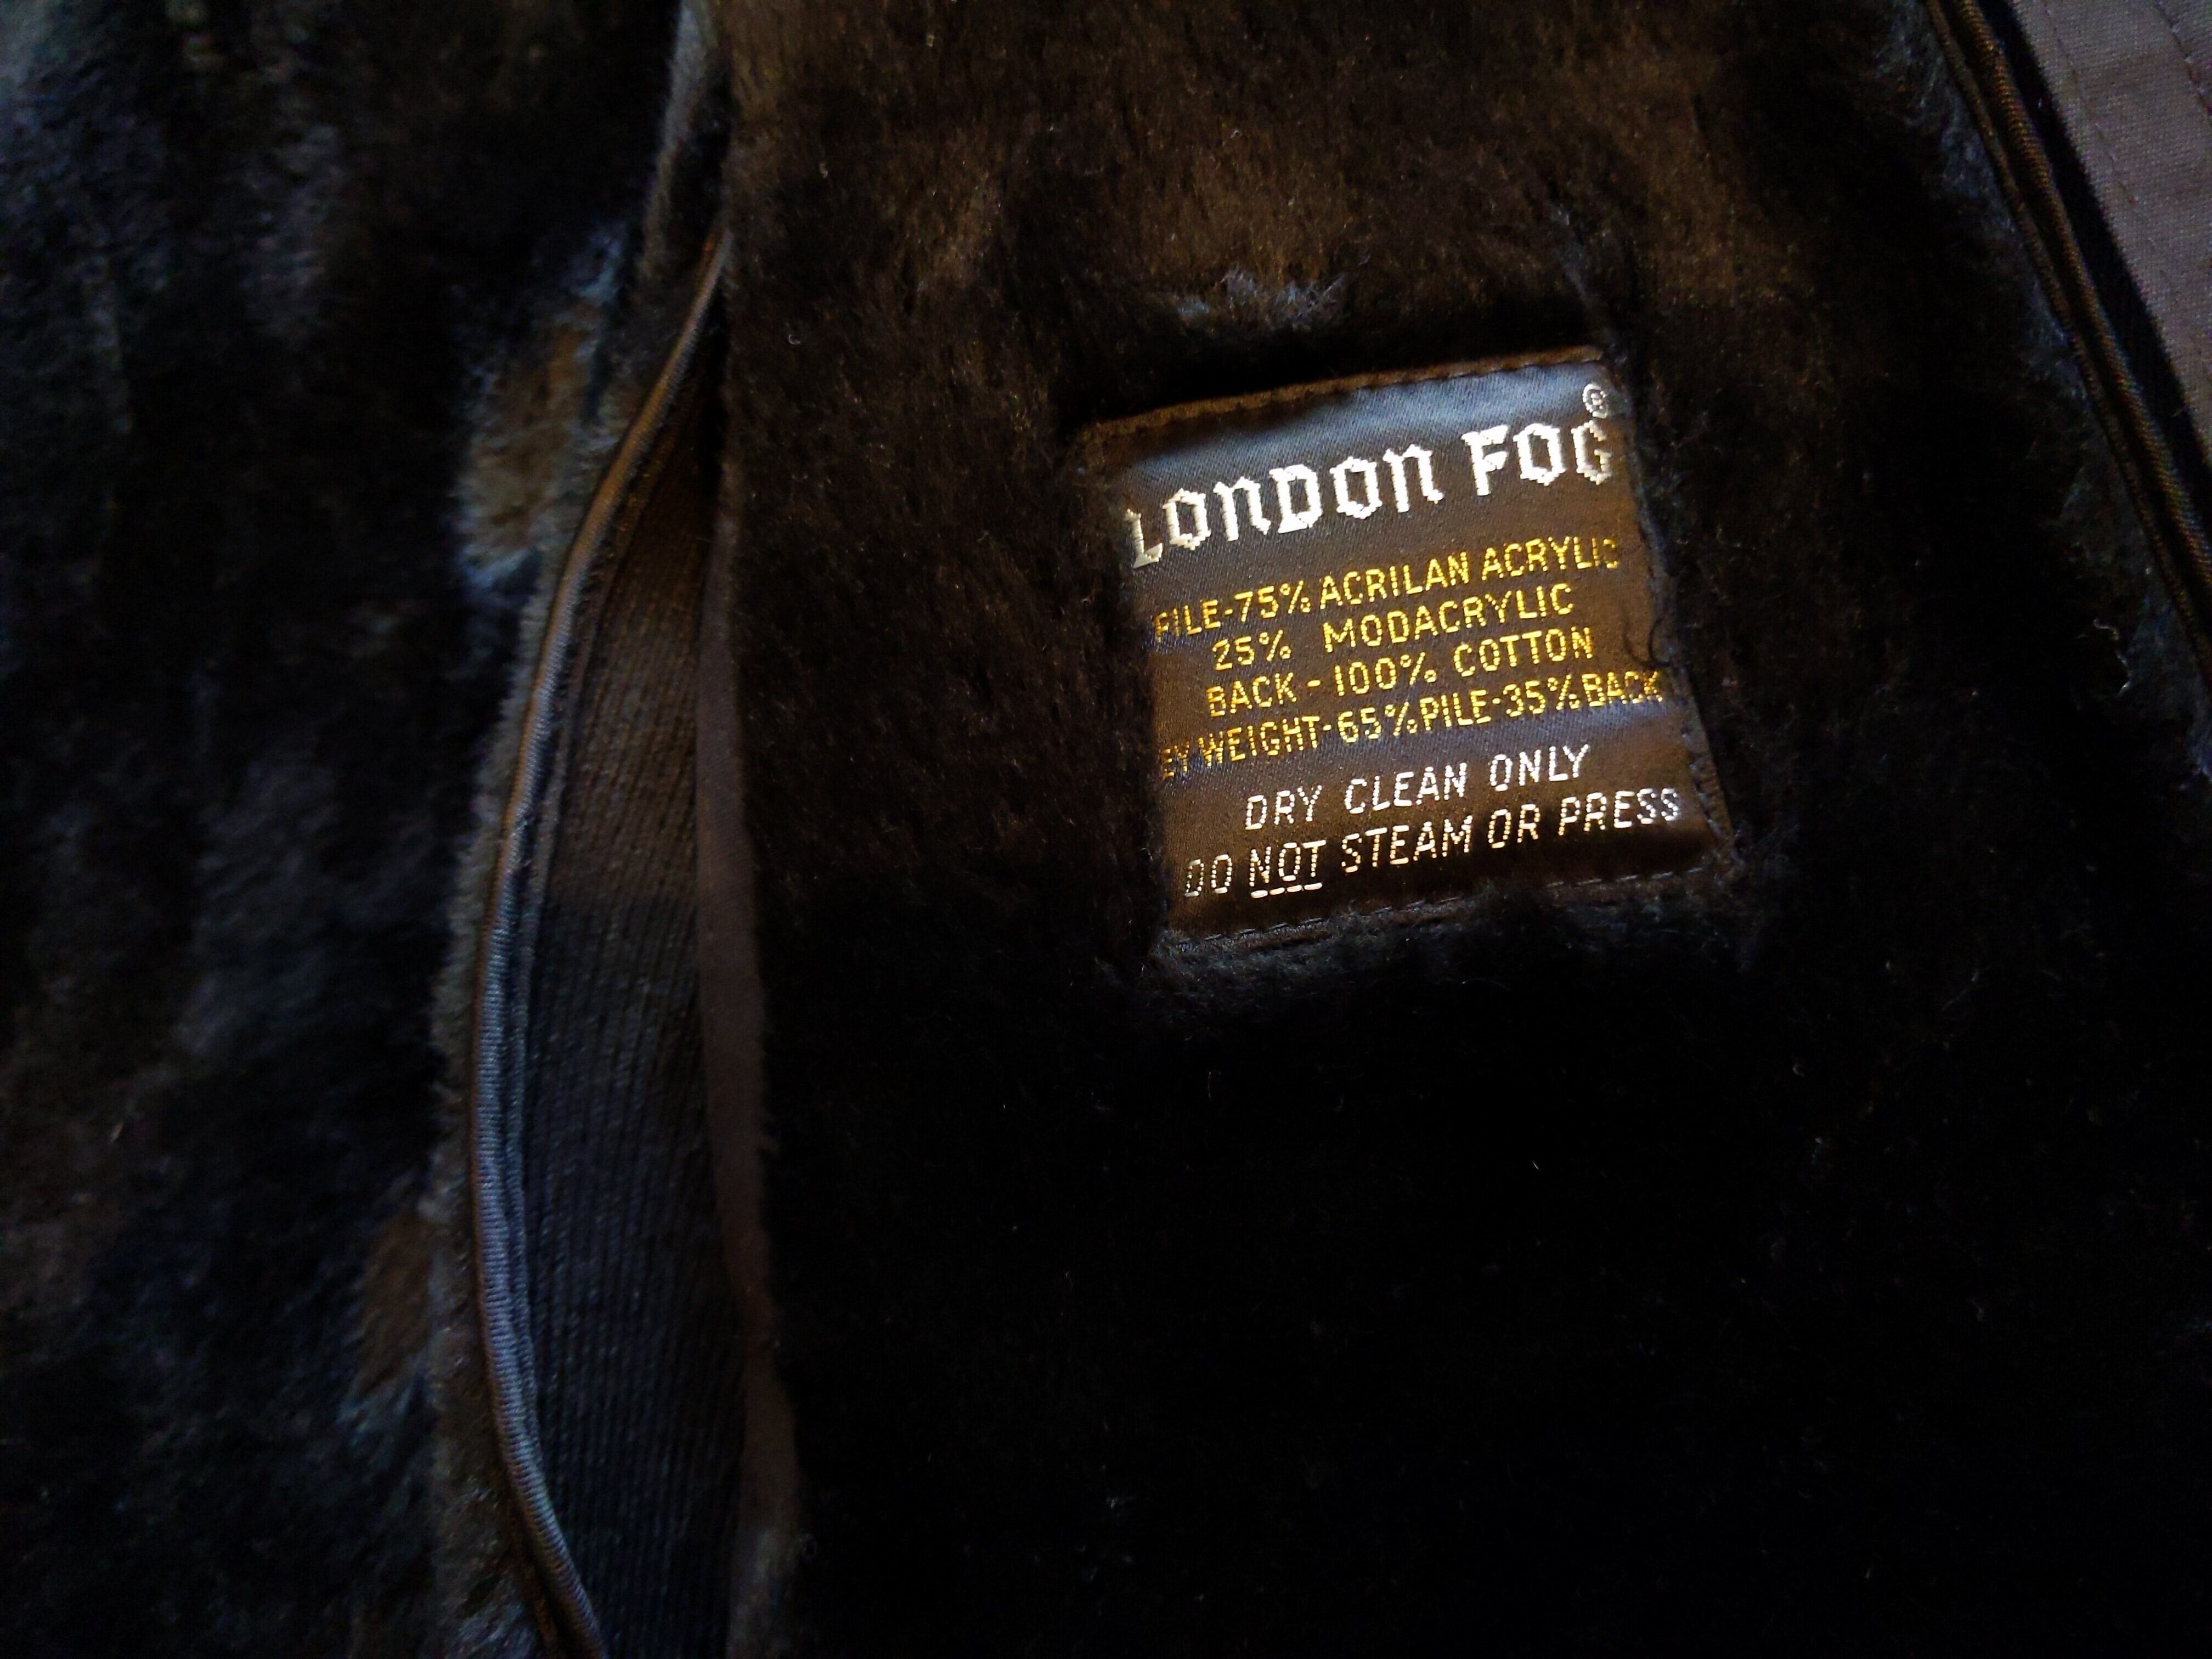 LONDON FOG®
PILE-75% ACRILAN ACRYLIC
25% MODACRYLIC
BACK - 100% COTTON
BY WEIGHT-65% PILE-35% BACK
DRY CLEAN ONLY
DO NOT STEAM OR PRESS